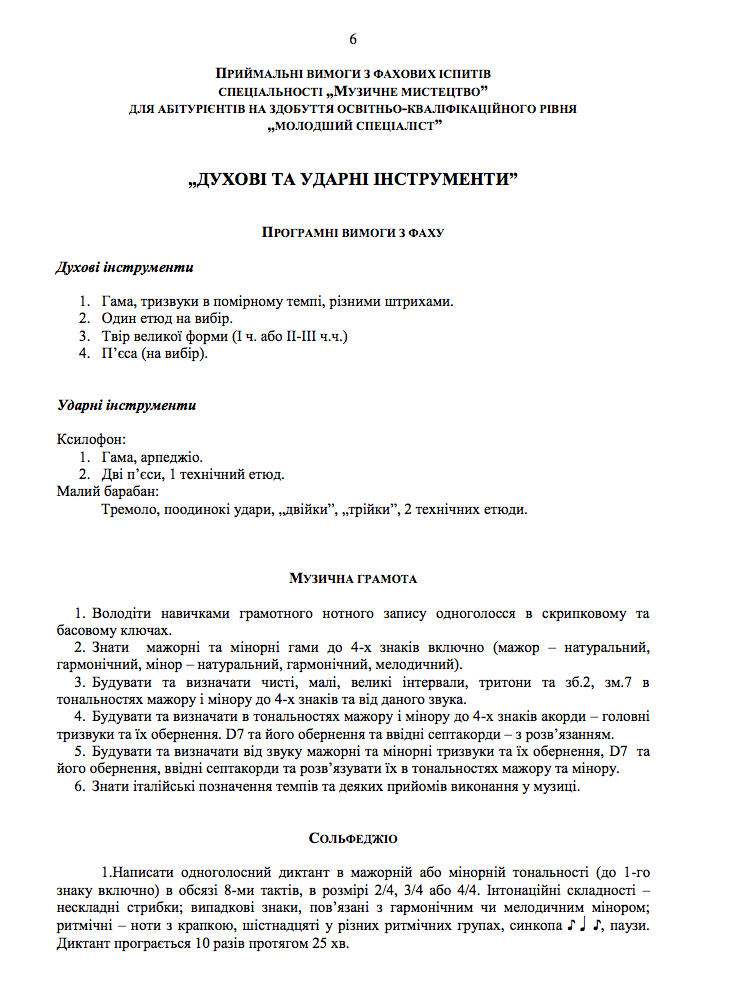 6
ПРИЙМАЛЬНІ ВИМОГИ З ФАХОВИХ ІСПИТІВ
СПЕЦІАЛЬНОСТІ „МУЗИЧНЕ МИСТЕЦТВО”
ДЛЯ АБІТУРІЄНТІВ НА ЗДОБУТТЯ ОСВІТНЬО-КВАЛІФІКАЦІЙНОГО РІВНЯ
„МОЛОДШИЙ СПЕЦІАЛІСТ”
„ДУХОВІ ТА УДАРНІ ІНСТРУМЕНТИ”
ПРОГРАМНІ ВИМОГИ З ФАХУ
Духові інструменти
1. Гама, тризвуки в помірному темпі, різними штрихами.
2. Один етюд на вибір.
3. Твір великої форми (І ч. або ІІ-ІІІ ч.ч.)
4. П’єса (на вибір).
Ударні інструменти
Ксилофон:
1. Гама, арпеджіо.
2. Дві п’єси, 1 технічний етюд.
Малий барабан:
Тремоло, поодинокі удари, „двійки”, „трійки”, 2 технічних етюди.
МУЗИЧНА ГРАМОТА
1. Володіти навичками грамотного нотного запису одноголосся в скрипковому та
басовому ключах.
2. Знати мажорні та мінорні гами до 4-х знаків включно (мажор – натуральний,
гармонічний, мінор – натуральний, гармонічний, мелодичний).
3. Будувати та визначати чисті, малі, великі інтервали, тритони та зб.2, зм.7 в
тональностях мажору і мінору до 4-х знаків та від даного звука.
4. Будувати та визначати в тональностях мажору і мінору до 4-х знаків акорди – головні
тризвуки та їх обернення. D7 та його обернення та ввідні септакорди – з розв’язанням.
5. Будувати та визначати від звуку мажорні та мінорні тризвуки та їх обернення, D7 та
його обернення, ввідні септакорди та розв’язувати їх в тональностях мажору та мінору.
6. Знати італійські позначення темпів та деяких прийомів виконання у музиці.
СОЛЬФЕДЖІО
1.Написати одноголосний диктант в мажорній або мінорній тональності (до 1-го
знаку включно) в обсязі 8-ми тактів, в розмірі 2/4, 3/4 або 4/4. Інтонаційні складності –
нескладні стрибки; випадкові знаки, пов’язані з гармонічним чи мелодичним мінором;
ритмічні – ноти з крапкою, шістнадцяті у різних ритмічних групах, синкопа ♪ ♩ ♪, паузи.
Диктант програється 10 разів протягом 25 хв.